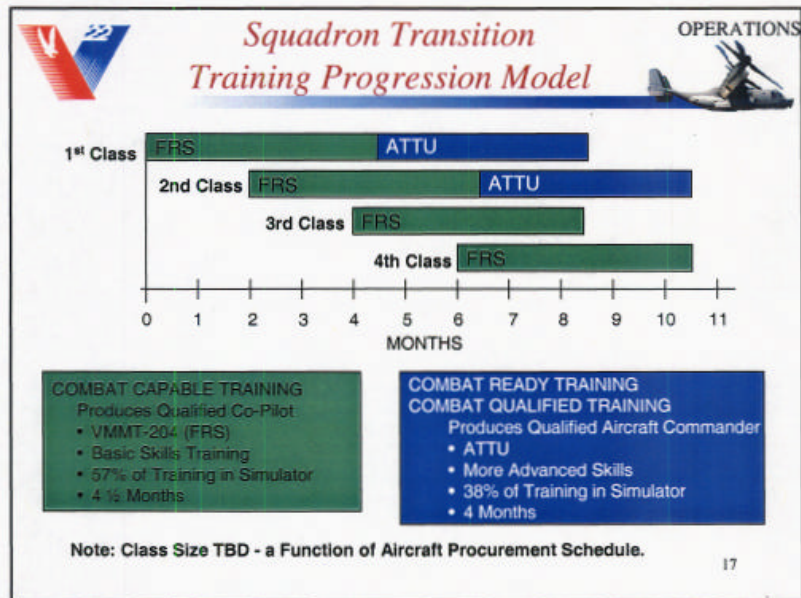 V 22
Squadron Transition
Training Progression Model
OPERATIONS
1st Class
FRS
ATTU
2nd Class
FRS
ATTU
3rd Class
FRS
4th Class
FRS
0 1 2 3 4 5 6 7 8 9 10 11
MONTHS
COMBAT CAPABLE TRAINING
Produces Qualified Co-Pilot
• VMMT-204 (FRS)
• Basic Skills Training
• 57% of Training in Simulator
• 4 ½ Months
COMBAT READY TRAINING
COMBAT QUALIFIED TRAINING
Produces Qualified Aircraft Commander
• ATTU
• More Advanced Skills
• 38% of Training in Simulator
• 4 Months
Note: Class Size TBD - a Function of Aircraft Procurement Schedule.
17